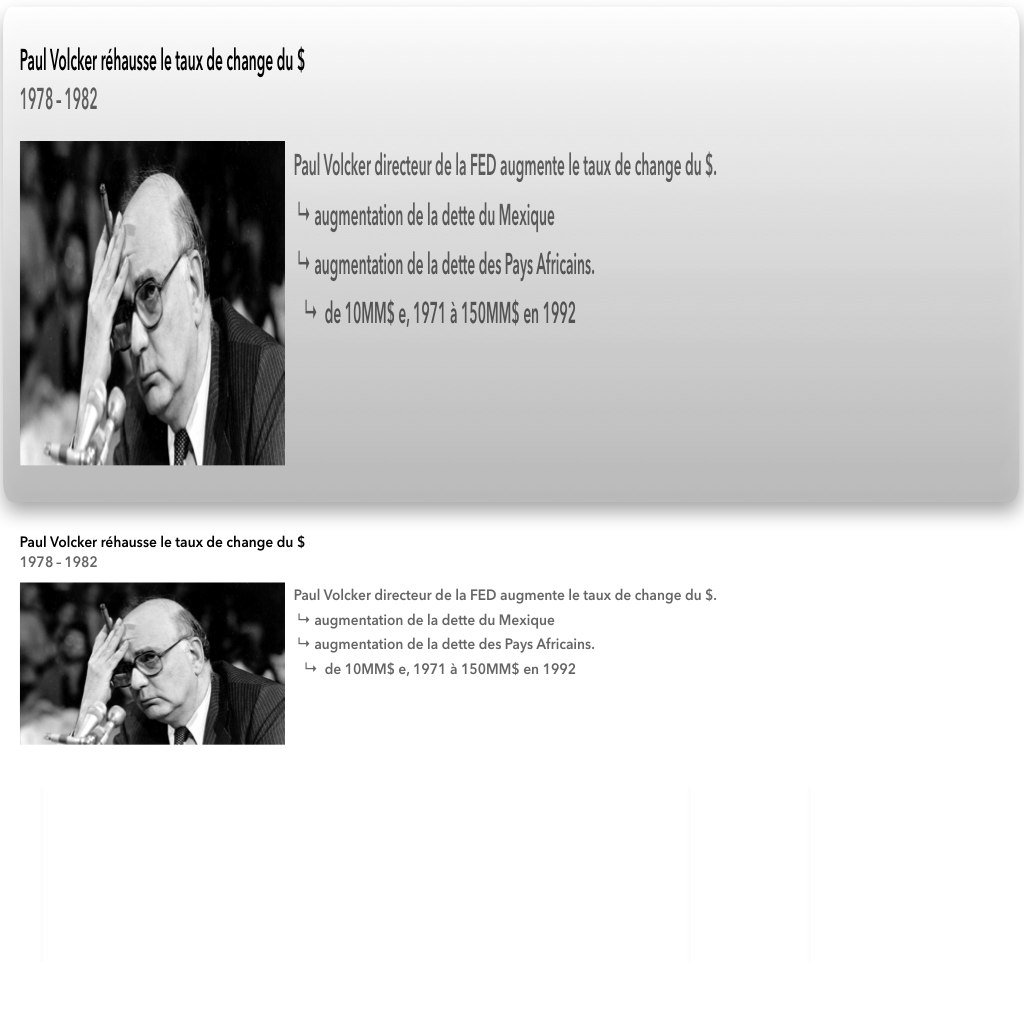 Paul Volcker réhausse le taux de change du $
1978 - 1982
Paul Volcker directeur de la FED augmente le taux de change du $.
↳ augmentation de la dette du Mexique
↳ augmentation de la dette des Pays Africains.
↳ de 10MM$ e, 1971 à 150MM$ en 1992
Paul Volcker réhausse le taux de change du $
1978 - 1982
Paul Volcker directeur de la FED augmente le taux de change du $.
↳ augmentation de la dette du Mexique
↳ augmentation de la dette des Pays Africains.
↳ de 10MM$ e, 1971 à 150MM$ en 1992